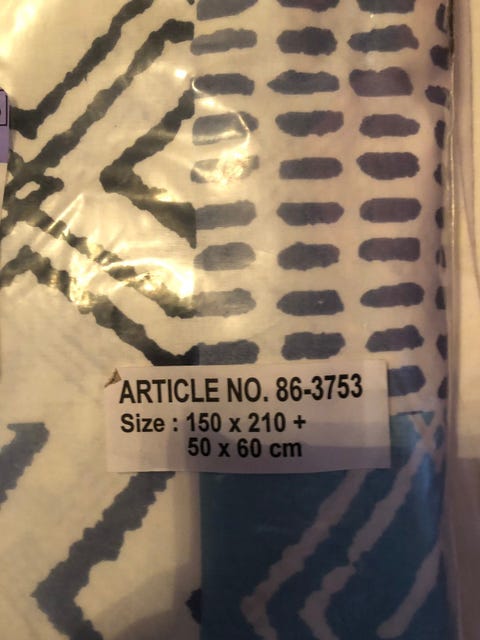 ARTICLE NO. 86-3753
Size : 150 x 210 +
50 x 60 cm